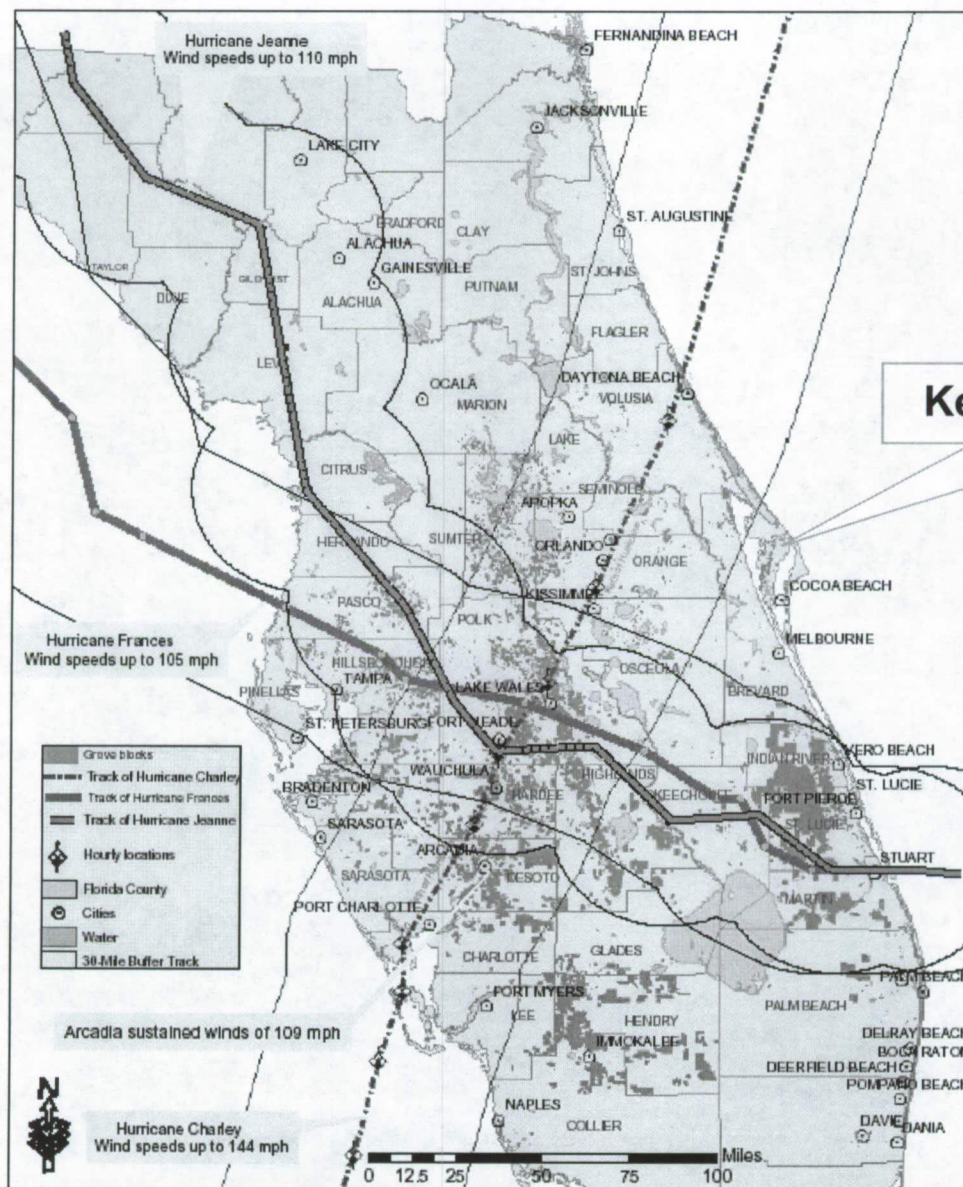 Hurricane Jeanne
Wind speeds up to 110 mph
FERNANDINA BEACH
JACKSONVILLE
LAKE CITY
ST. AUGUSTINE
BRADFORD
CLAY
ALACHUA
GAINESVILLE
ST. JOHNS
TAYLOR
DIXIE
GILCHRIST
ALACHUA
PUTNAM
FLAGLER
LEVY
DAYTONA BEACH
OCALA
MARION
VOLUSIA
Ke
LAKE
CITRUS
SEMINOLE
APOPKA
HERNANDO
SUMTER
ORLANDO
ORANGE
KISSIMMEE
COCOA BEACH
PASCO
POLK
MELBOURNE
Hurricane Frances
Wind speeds up to 105 mph
HILLSBOROUGH
TAMPA
LAKE WALES
OSCEOLA
BREVARD
PINELLAS
ST. PETERSBURG
FORT MEADE
VERO BEACH
INDIAN RIVER
WAUCHULA
HIGHLANDS
ST. LUCIE
BRADENTON
HARDEE
OKEECHOBEE
FORT PIERCE
ST. LUCIE
SARASOTA
ARCADIA
STUART
SARASOTA
DESOTO
MARTIN
PORT CHARLOTTE
CHARLOTTE
GLADES
PALM BEACH
FORT MYERS
LEE
HENDRY
PALM BEACH
IMMOKALEE
DELRAY BEACH
BOCA RATON
DEERFIELD BEACH
POMPANO BEACH
NAPLES
COLLIER
DAVIE
DANIA
Grove blocks
Track of Hurricane Charley
Track of Hurricane Frances
Track of Hurricane Jeanne
Hourly locations
Florida County
Cities
Water
30-Mile Buffer Track
Arcadia sustained winds of 109 mph
N
Hurricane Charley
Wind speeds up to 144 mph
Miles
0 12.5 25 50 75 100